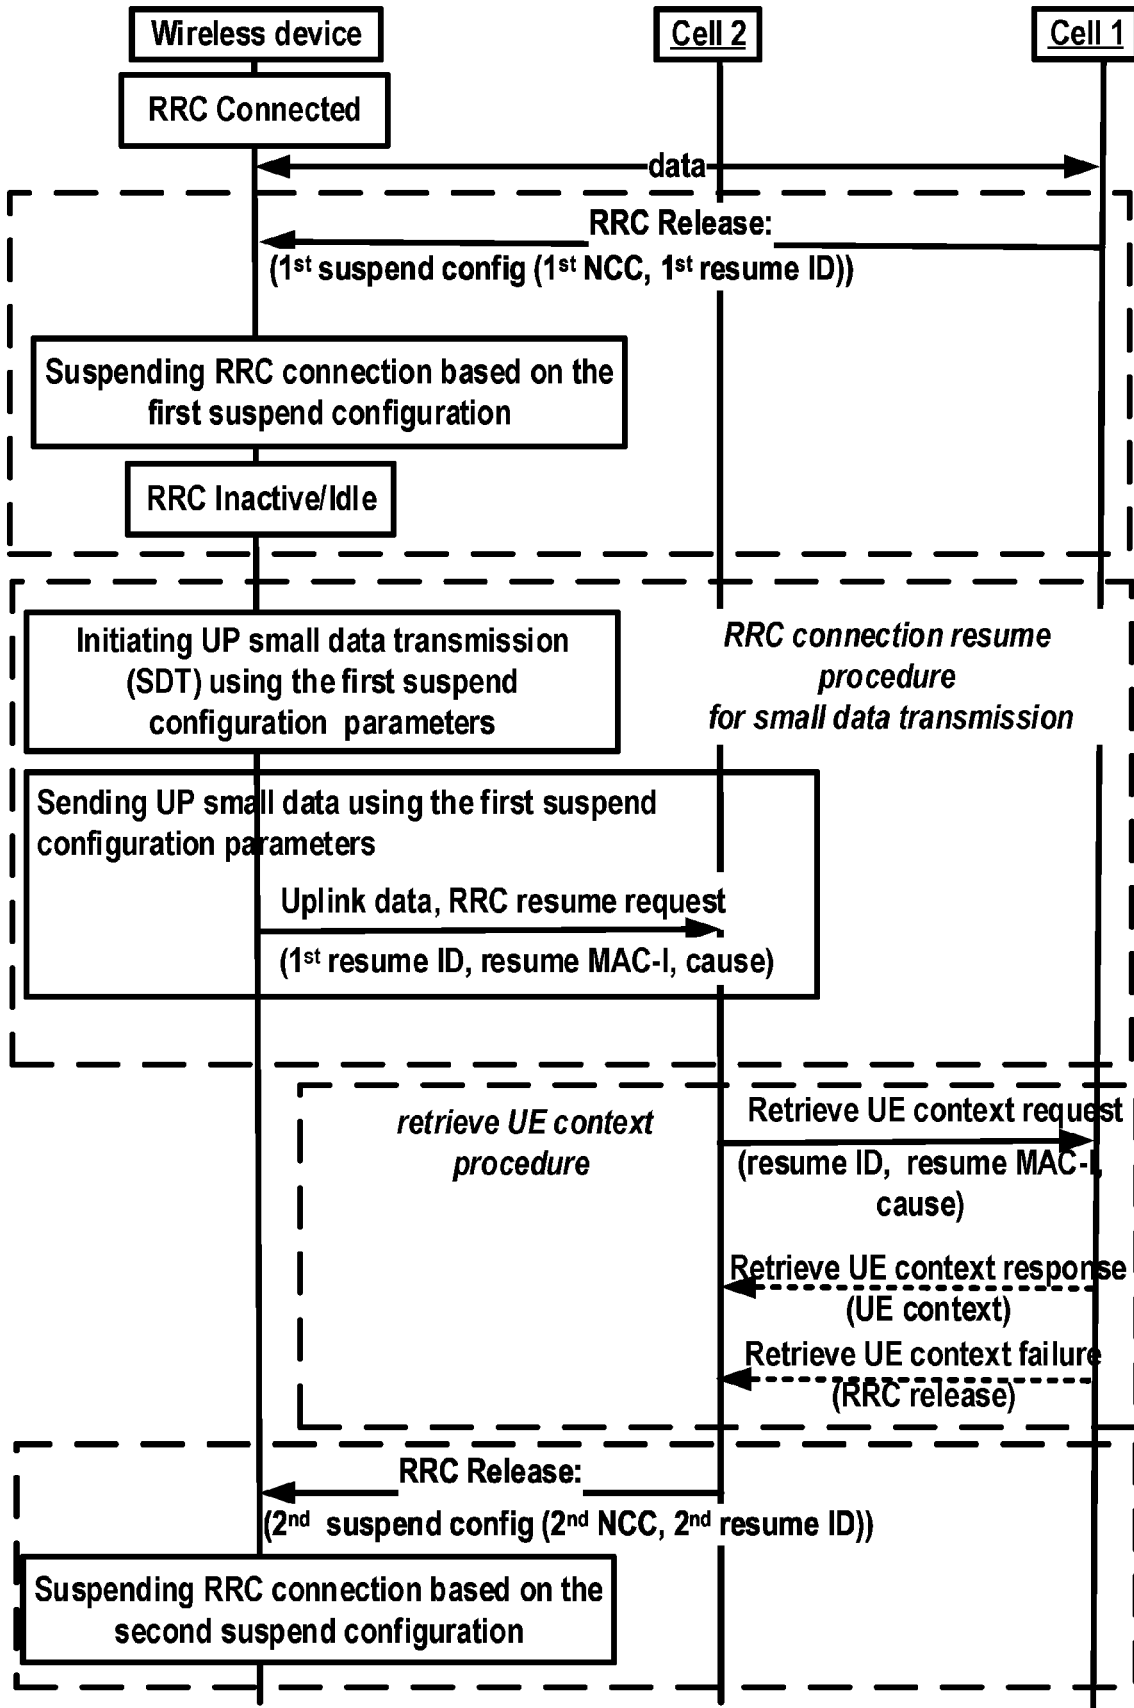 Wireless device
Cell 2
Cell 1
RRC Connected
data
RRC Release:
(1st suspend config (1st NCC, 1st resume ID))
Suspending RRC connection based on the
first suspend configuration
RRC Inactive/Idle
Initiating UP small data transmission
(SDT) using the first suspend
configuration parameters
RRC connection resume
procedure
for small data transmission
Sending UP small data using the first suspend
configuration parameters
Uplink data, RRC resume request
(1st resume ID, resume MAC-I, cause)
retrieve UE context
procedure
Retrieve UE context request
(resume ID, resume MAC-I,
cause)
Retrieve UE context response
(UE context)
Retrieve UE context failure
(RRC release)
RRC Release:
(2nd suspend config (2nd NCC, 2nd resume ID))
Suspending RRC connection based on the
second suspend configuration